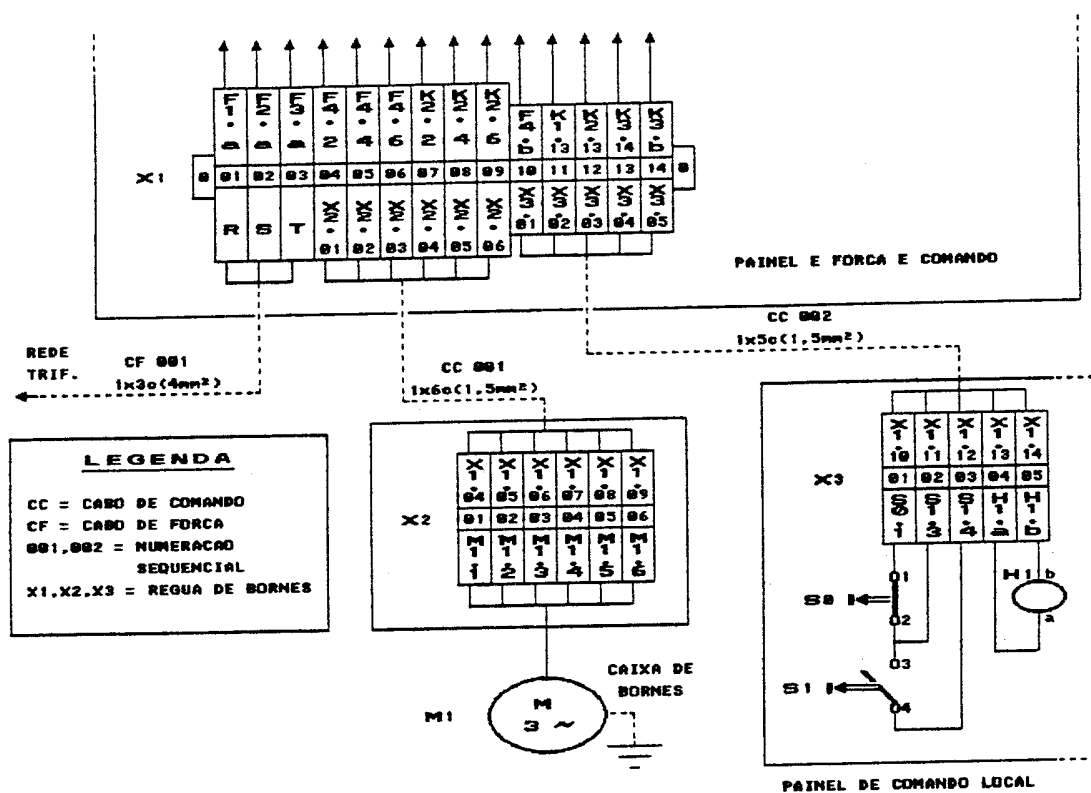 F1.a F2.a F3.a F4.2 F4.4 F4.6 K2.2 K2.4 K2.6 F4.b K1.13 K2.13 K3.14 K3.b
X1 0 01 02 03 04 05 06 07 08 09 10 11 12 13 14 0
R S T X2.01 X2.02 X2.03 X2.04 X2.05 X2.06 X3.01 X3.02 X3.03 X3.04 X3.05
PAINEL E FORCA E COMANDO
REDE
TRIF.
CF 001
1x3c(4mm²)
CC 001
1x6c(1,5mm²)
CC 002
1x5c(1,5mm²)
LEGENDA
CC = CABO DE COMANDO
CF = CABO DE FORCA
001,002 = NUMERACAO
SEQUENCIAL
X1,X2,X3 = REGUA DE BORNES
X1.04 X1.05 X1.06 X1.07 X1.08 X1.09
X2 01 02 03 04 05 06
M1.1 M1.2 M1.3 M1.4 M1.5 M1.6
CAIXA DE
BORNES
M1
M
3 ~
X1.10 X1.11 X1.12 X1.13 X1.14
X3 01 02 03 04 05
S0.1 S1.3 S1.4 H1.a H1.b
S0 1
2
H1 b
a
S1 3
4
PAINEL DE COMANDO LOCAL